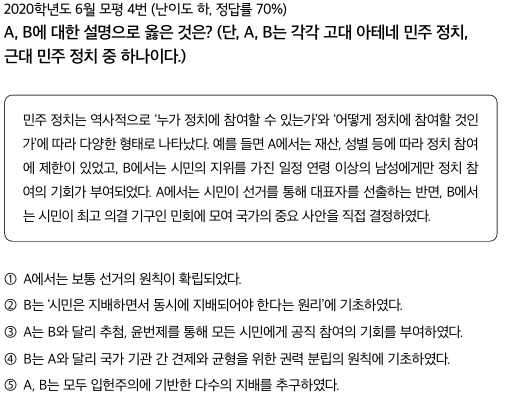 2020학년도 6월 모평 4번 (난이도 하, 정답률 70%)
A, B에 대한 설명으로 옳은 것은? (단, A, B는 각각 고대 아테네 민주 정치,
근대 민주 정치 중 하나이다.)
민주 정치는 역사적으로 '누가 정치에 참여할 수 있는가'와 '어떻게 정치에 참여할 것인
가'에 따라 다양한 형태로 나타났다. 예를 들면 A에서는 재산, 성별 등에 따라 정치 참여
에 제한이 있었고, B에서는 시민의 지위를 가진 일정 연령 이상의 남성에게만 정치 참
여의 기회가 부여되었다. A에서는 시민이 선거를 통해 대표자를 선출하는 반면, B에서
는 시민이 최고 의결 기구인 민회에 모여 국가의 중요 사안을 직접 결정하였다.
① A에서는 보통 선거의 원칙이 확립되었다.
② B는 '시민은 지배하면서 동시에 지배되어야 한다는 원리'에 기초하였다.
③ A는 B와 달리 추첨, 윤번제를 통해 모든 시민에게 공직 참여의 기회를 부여하였다.
④ B는 A와 달리 국가 기관 간 견제와 균형을 위한 권력 분립의 원칙에 기초하였다.
⑤ A, B는 모두 입헌주의에 기반한 다수의 지배를 추구하였다.